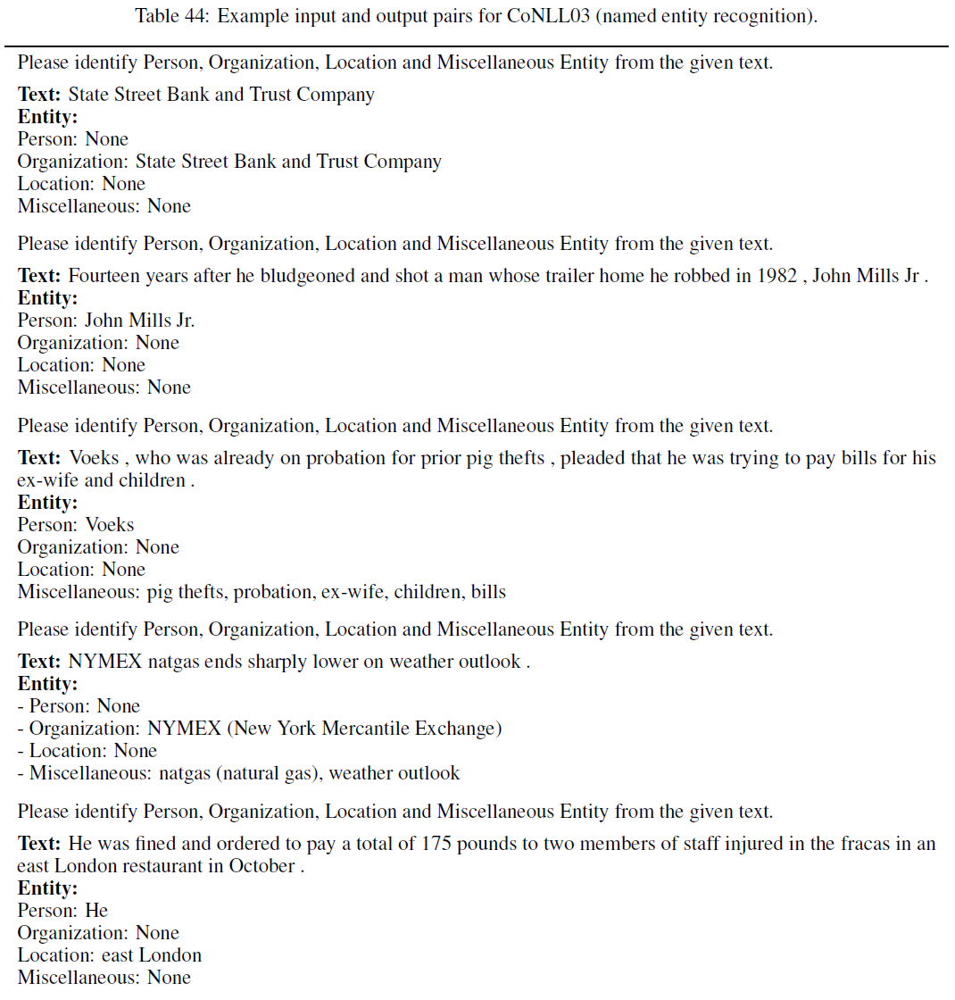 Table 44: Example input and output pairs for CoNLL03 (named entity recognition).
Please identify Person, Organization, Location and Miscellaneous Entity from the given text.
Text: State Street Bank and Trust Company
Entity:
Person: None
Organization: State Street Bank and Trust Company
Location: None
Miscellaneous: None
Please identify Person, Organization, Location and Miscellaneous Entity from the given text.
Text: Fourteen years after he bludgeoned and shot a man whose trailer home he robbed in 1982 , John Mills Jr .
Entity:
Person: John Mills Jr.
Organization: None
Location: None
Miscellaneous: None
Please identify Person, Organization, Location and Miscellaneous Entity from the given text.
Text: Voeks , who was already on probation for prior pig thefts , pleaded that he was trying to pay bills for his
ex-wife and children .
Entity:
Person: Voeks
Organization: None
Location: None
Miscellaneous: pig thefts, probation, ex-wife, children, bills
Please identify Person, Organization, Location and Miscellaneous Entity from the given text.
Text: NYMEX natgas ends sharply lower on weather outlook .
Entity:
- Person: None
- Organization: NYMEX (New York Mercantile Exchange)
- Location: None
- Miscellaneous: natgas (natural gas), weather outlook
Please identify Person, Organization, Location and Miscellaneous Entity from the given text.
Text: He was fined and ordered to pay a total of 175 pounds to two members of staff injured in the fracas in an
east London restaurant in October .
Entity:
Person: He
Organization: None
Location: east London
Miscellaneous: None